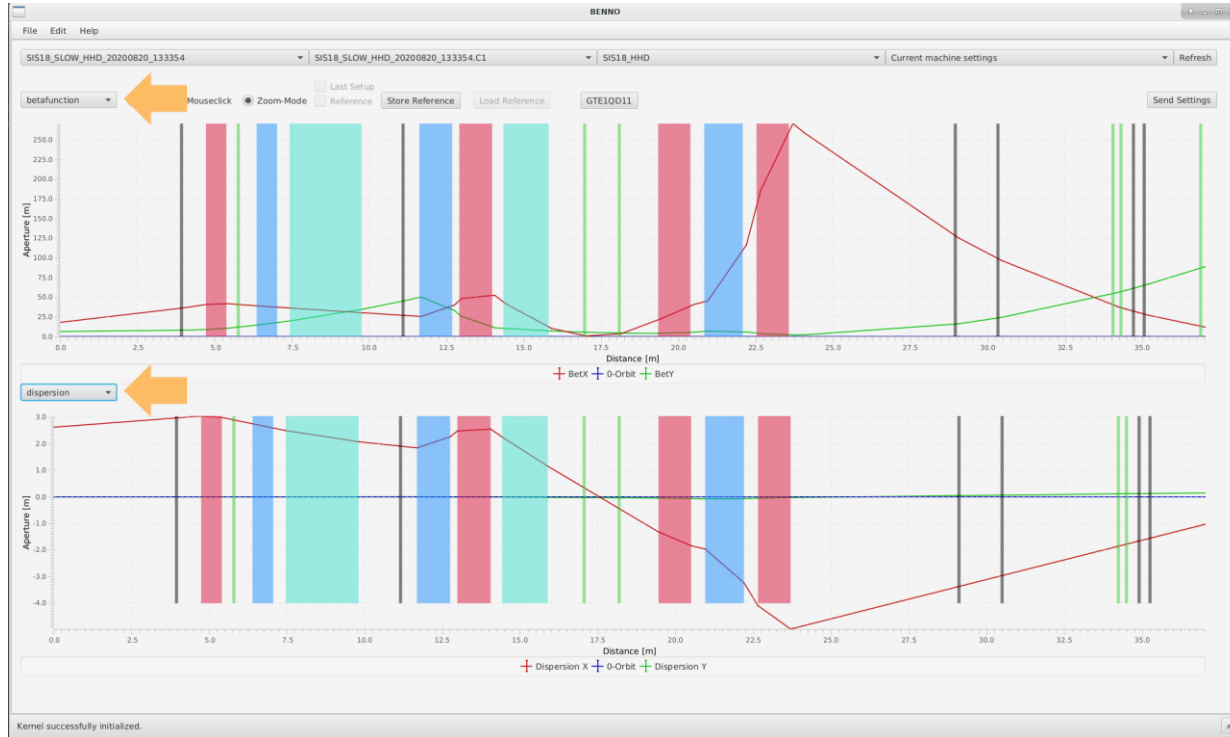 BENNO
File Edit Help
SIS18_SLOW_HHD_20200820_133354 SIS18_SLOW_HHD_20200820_133354.C1 SIS18_HHD Current machine settings Refresh
Last Setup
betafunction Mouseclick Zoom-Mode Reference Store Reference Load Reference GTE1QD11 Send Settings
250.0
225.0
200.0
175.0
150.0
125.0
100.0
75.0
50.0
25.0
0.0
Aperture [m]
0.0 2.5 5.0 7.5 10.0 12.5 15.0 17.5 20.0 22.5 25.0 27.5 30.0 32.5 35.0
Distance [m]
BetX 0-Orbit BetY
dispersion
3.0
2.0
1.0
0.0
-1.0
-2.0
-3.0
-4.0
Aperture [m]
0.0 2.5 5.0 7.5 10.0 12.5 15.0 17.5 20.0 22.5 25.0 27.5 30.0 32.5 35.0
Distance [m]
Dispersion X 0-Orbit Dispersion Y
Kernel successfully initialized.